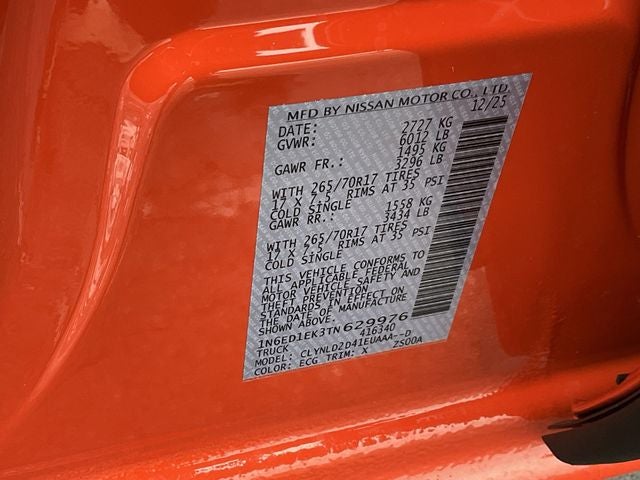 MFD BY NISSAN MOTOR CO., LTD.
DATE: 12/25
GVWR: 2727 KG
6012 LB
GAWR FR.: 1495 KG
3296 LB
WITH 265/70R17 TIRES
17 X 7.5 RIMS AT 35 PSI
COLD SINGLE
GAWR RR.: 1558 KG
3434 LB
WITH 265/70R17 TIRES
17 X 7.5 RIMS AT 35 PSI
COLD SINGLE
THIS VEHICLE CONFORMS TO
ALL APPLICABLE FEDERAL
MOTOR VEHICLE SAFETY AND
THEFT PREVENTION
STANDARDS IN EFFECT ON
THE DATE OF MANUFACTURE
SHOWN ABOVE.
1N6ED1EK3TN629976
TRUCK 416340
MODEL: CLYNLD2D41EUAAA--D
COLOR: ECG TRIM: X ZS00A